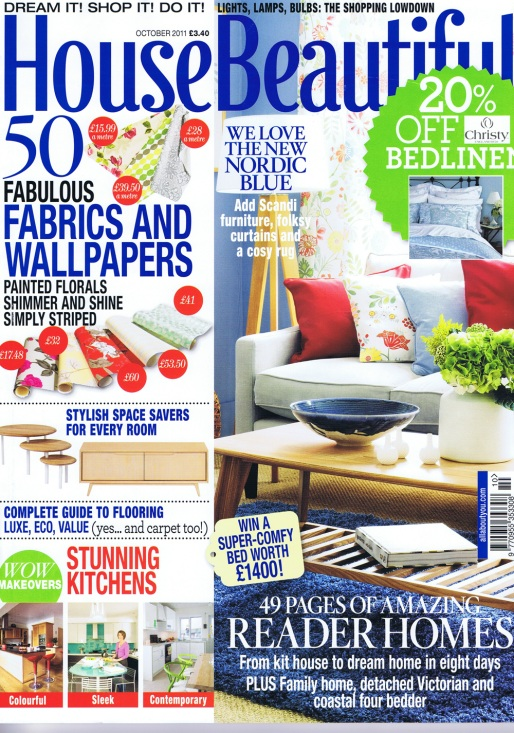 DREAM IT! SHOP IT! DO IT!
LIGHTS, LAMPS, BULBS: THE SHOPPING LOWDOWN
OCTOBER 2011 £3.40
House Beautiful
50
FABULOUS
FABRICS AND
WALLPAPERS
PAINTED FLORALS
SHIMMER AND SHINE
SiMPLY STRIPED
£15.99
a metre
£28
a metre
£39.50
a metre
£41
£32
£17.48
£53.50
£60
WE LOVE
THE NEW
NORDIC
BLUE
Add Scandi
furniture, folksy
curtains and
a cosy rug
20%
OFF
Christy
BEDLINEN
STYLISH SPACE SAVERS
FOR EVERY ROOM
COMPLETE GUIDE TO FLOORING
LUXE, ECO, VALUE (yes... and carpet too!)
WOW
MAKEOVERS
STUNNING
KITCHENS
Colourful
Sleek
Contemporary
WIN A
SUPER-COMFY
BED WORTH
£1400!
allaboutyou.com
10
9 770955 353308
49 PAGES OF AMAZING
READER HOMES
From kit house to dream home in eight days
PLUS Family home, detached Victorian and
coastal four bedder